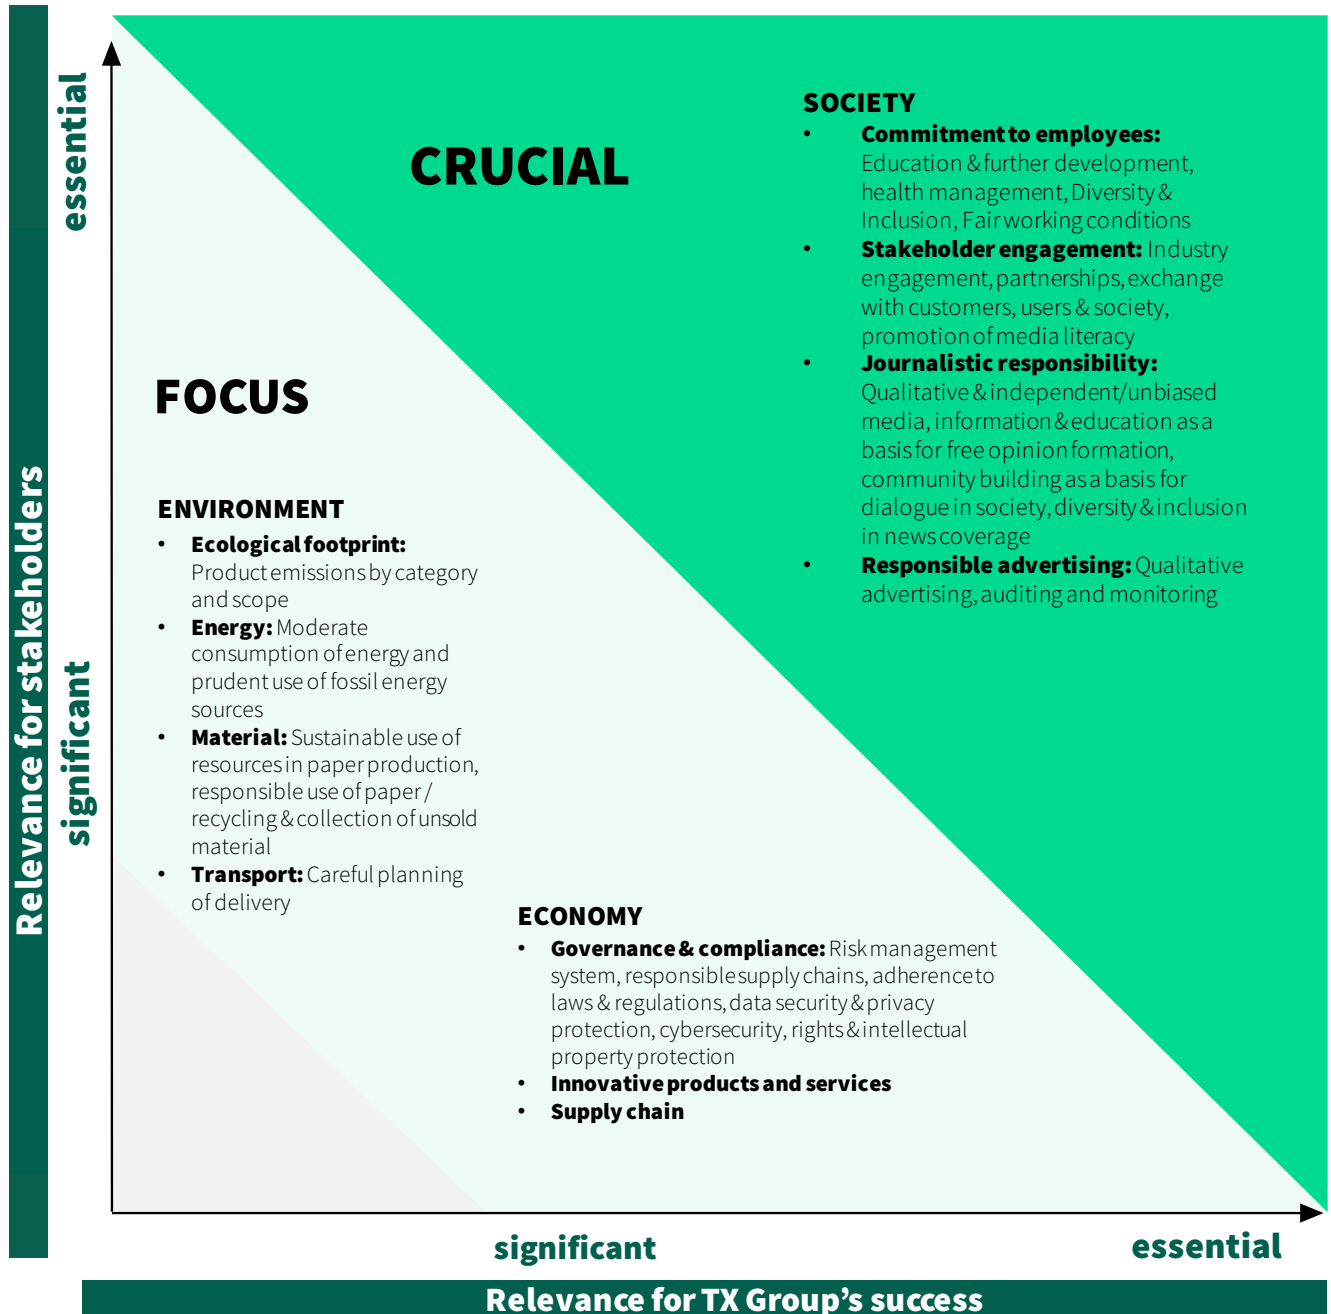 Relevance for stakeholders
essential
significant
CRUCIAL
SOCIETY
• Commitment to employees:
Education & further development,
health management, Diversity &
Inclusion, Fair working conditions
• Stakeholder engagement: Industry
engagement, partnerships, exchange
with customers, users & society,
promotion of media literacy
• Journalistic responsibility:
Qualitative & independent/unbiased
media, information & education as a
basis for free opinion formation,
community building as a basis for
dialogue in society, diversity & inclusion
in news coverage
• Responsible advertising: Qualitative
advertising, auditing and monitoring
FOCUS
ENVIRONMENT
• Ecological footprint:
Product emissions by category
and scope
• Energy: Moderate
consumption of energy and
prudent use of fossil energy
sources
• Material: Sustainable use of
resources in paper production,
responsible use of paper /
recycling & collection of unsold
material
• Transport: Careful planning
of delivery
ECONOMY
• Governance & compliance: Risk management
system, responsible supply chains, adherence to
laws & regulations, data security & privacy
protection, cybersecurity, rights & intellectual
property protection
• Innovative products and services
• Supply chain
significant
essential
Relevance for TX Group's success